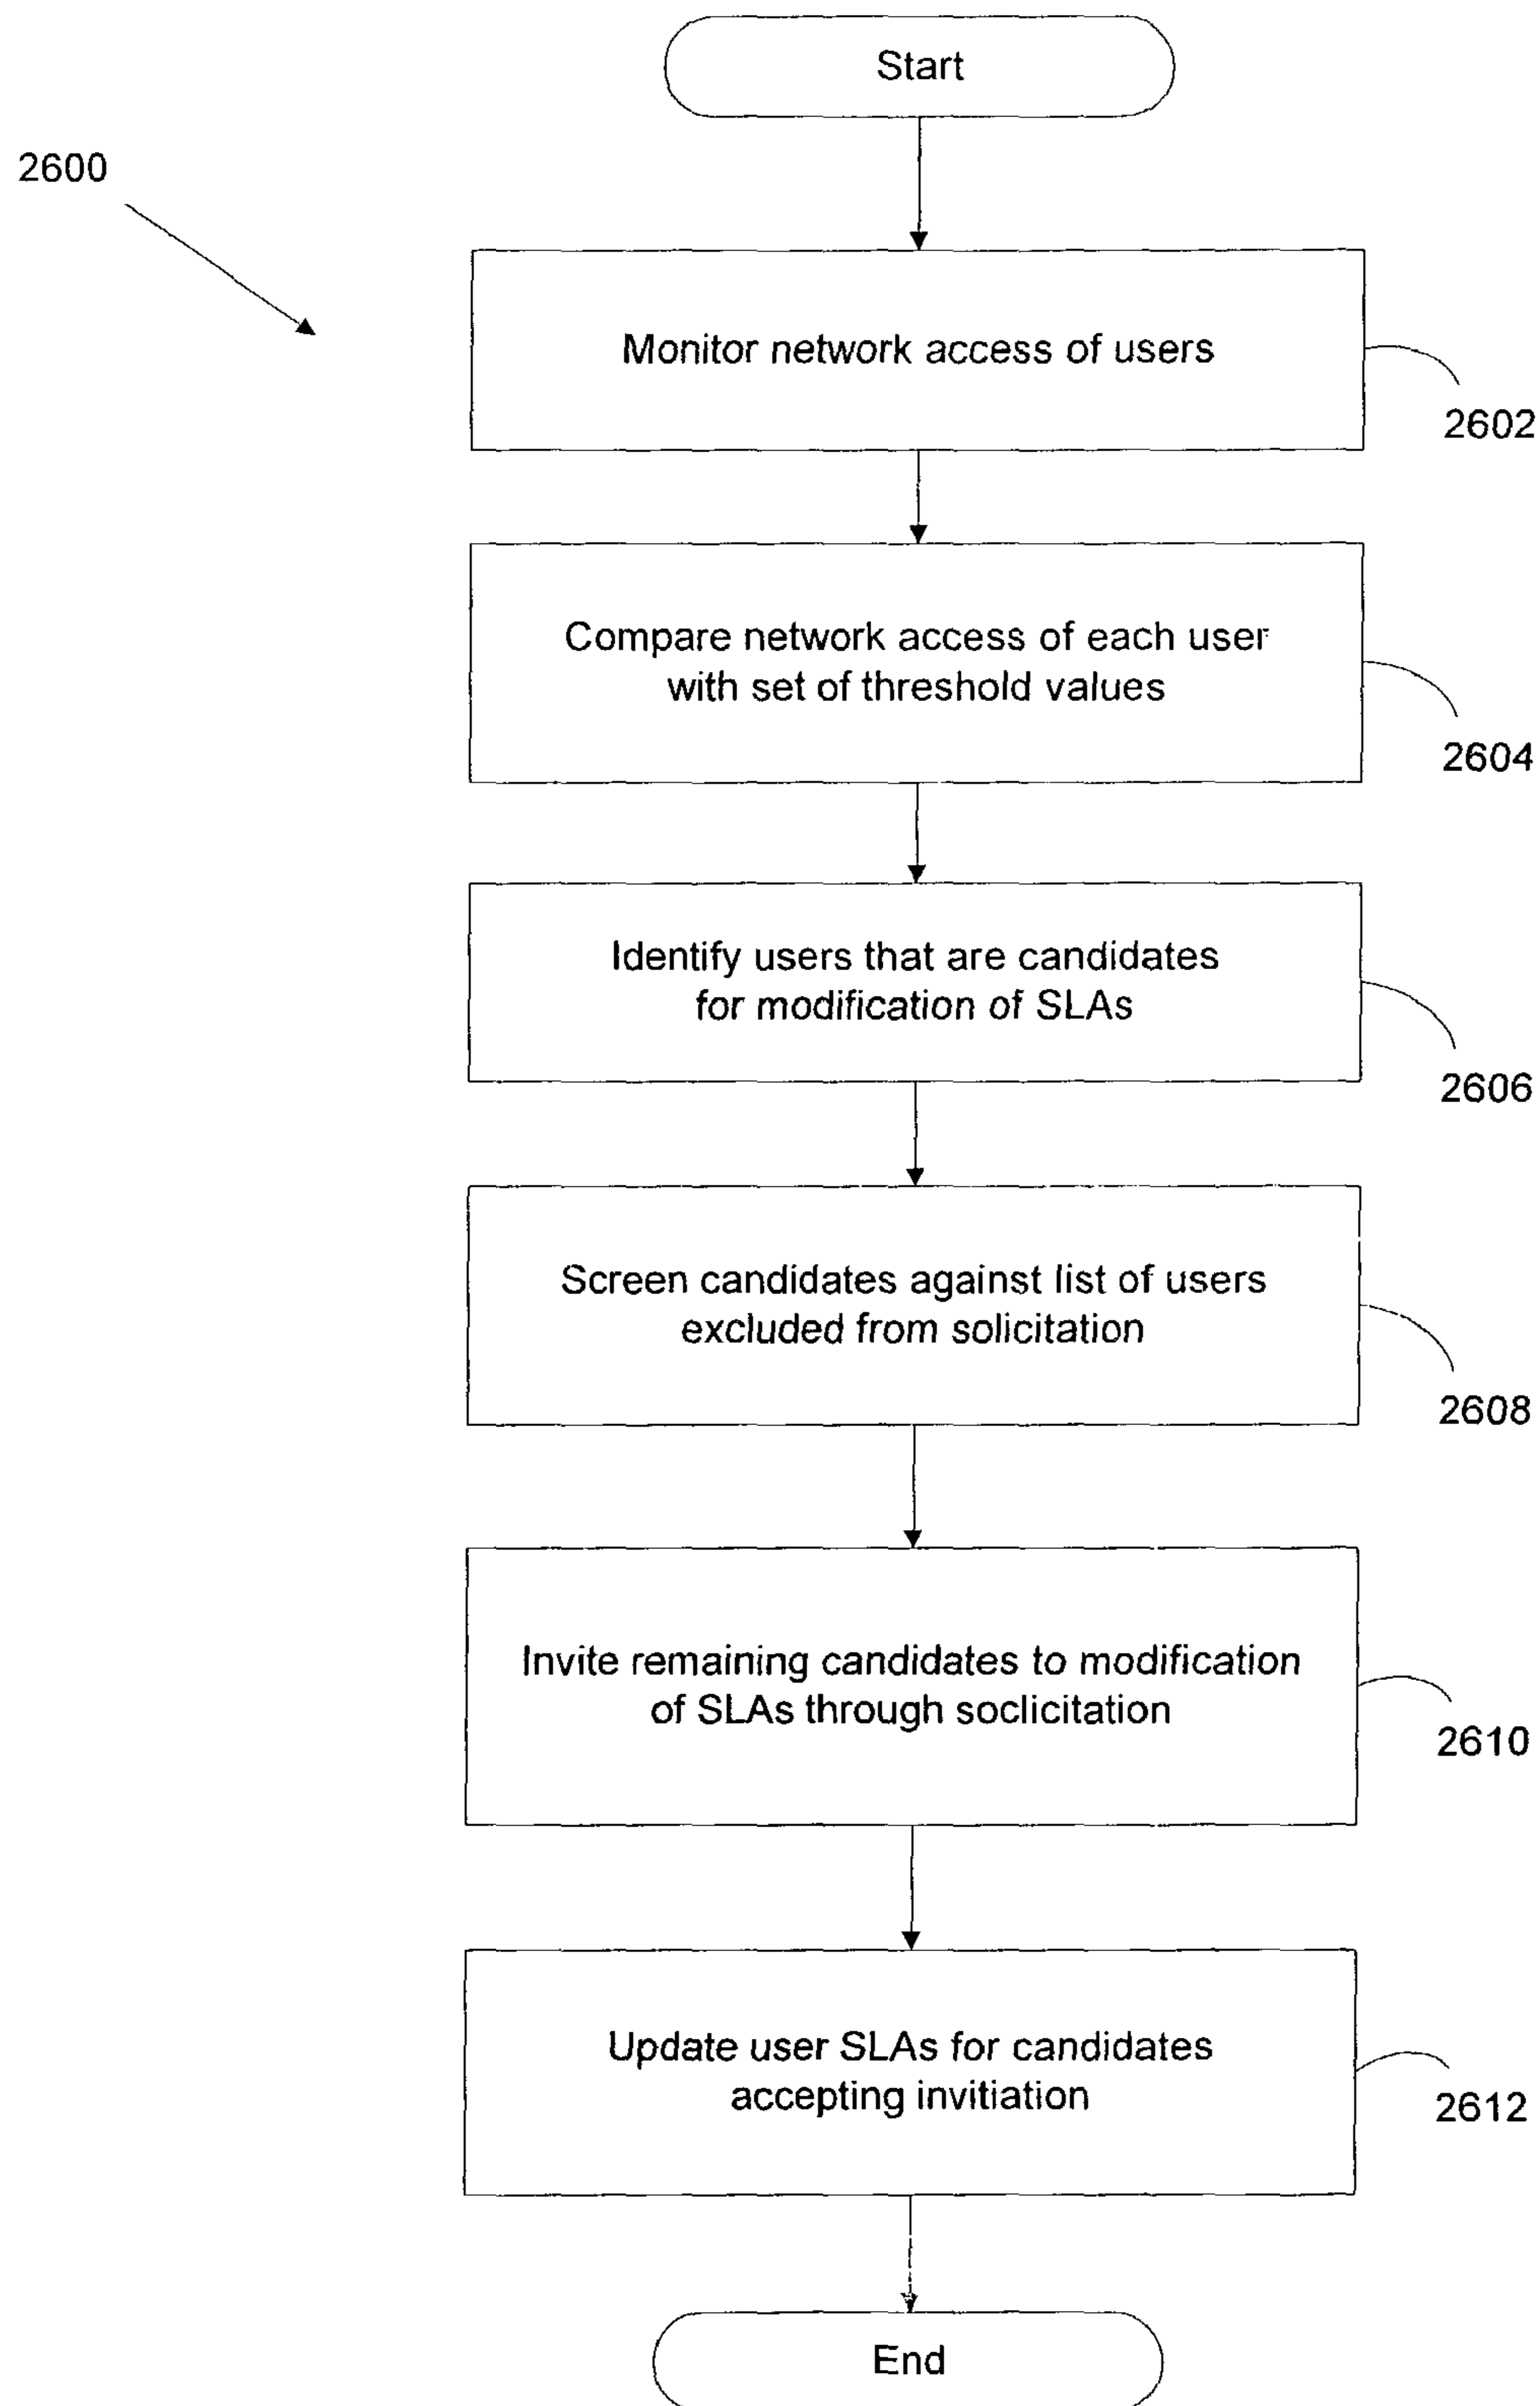 Start
2600
Monitor network access of users
2602
Compare network access of each user
with set of threshold values
2604
Identify users that are candidates
for modification of SLAs
2606
Screen candidates against list of users
excluded from solicitation
2608
Invite remaining candidates to modification
of SLAs through soclicitation
2610
Update user SLAs for candidates
accepting invitiation
2612
End